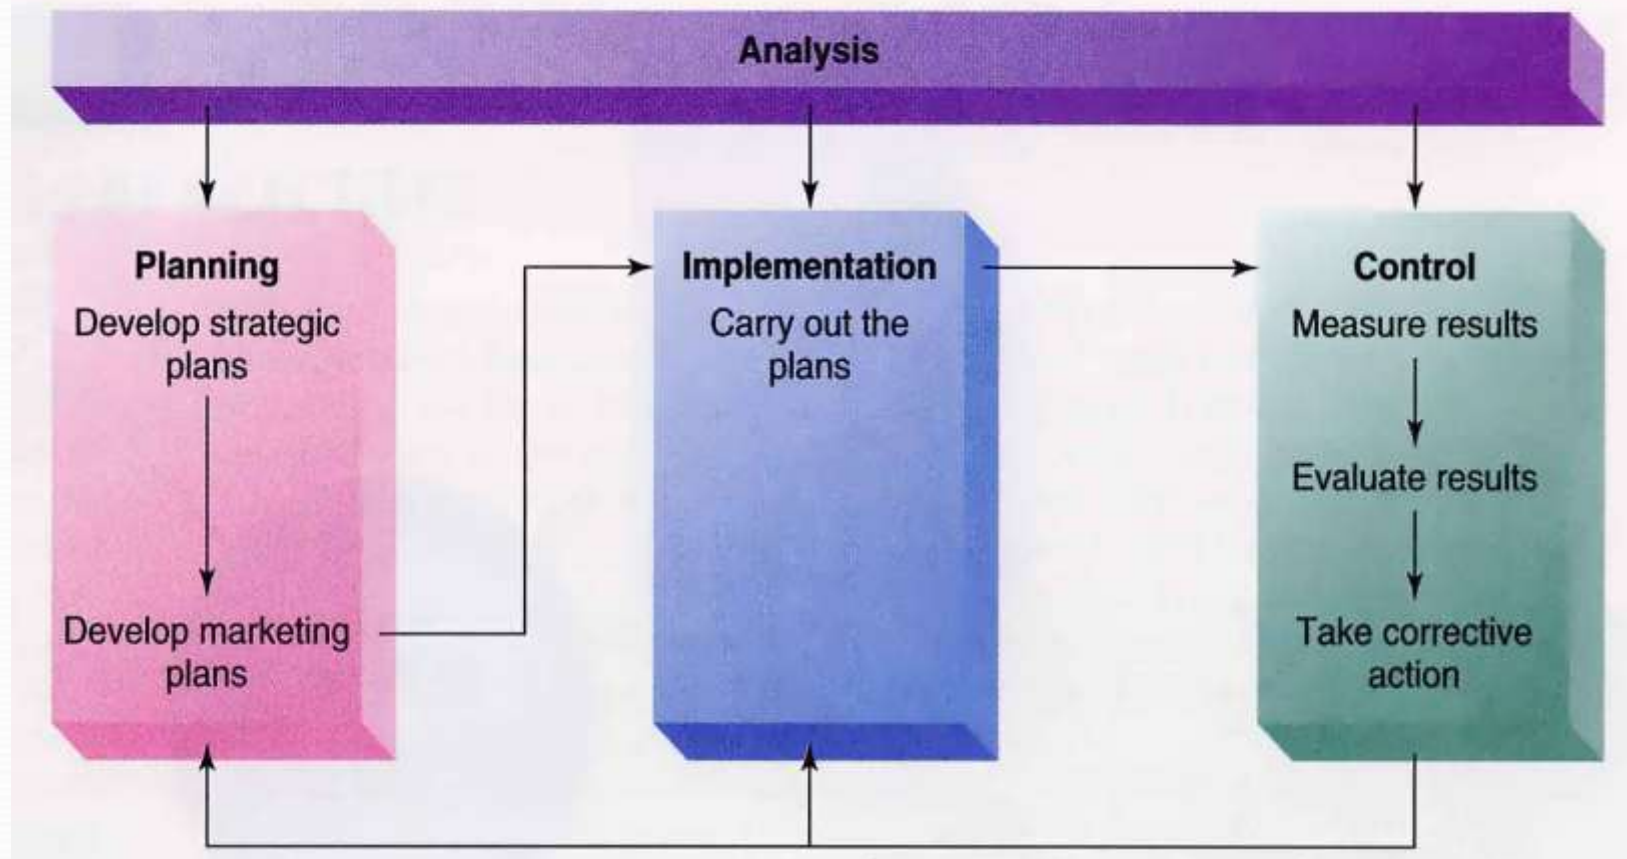 Analysis
Planning
Develop strategic
plans
Develop marketing
plans
Implementation
Carry out the
plans
Control
Measure results
Evaluate results
Take corrective
action